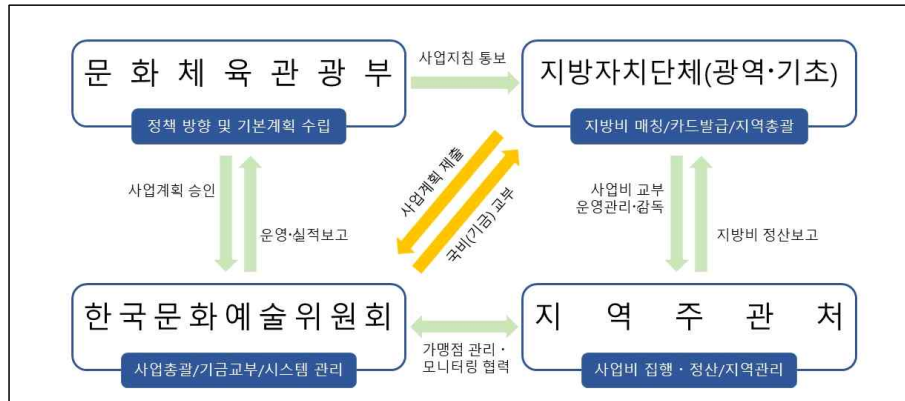 문화체육관광부
정책 방향 및 기본계획 수립
사업지침 통보
지방자치단체(광역·기초)
지방비 매칭/카드발급/지역총괄
사업계획 승인
운영·실적보고
사업계획 제출
국비(기금) 교부
사업비 교부
운영관리·감독
지방비 정산보고
한국문화예술위원회
사업총괄/기금교부/시스템 관리
가맹점 관리·
모니터링 협력
지역주관처
사업비 집행·정산/지역관리